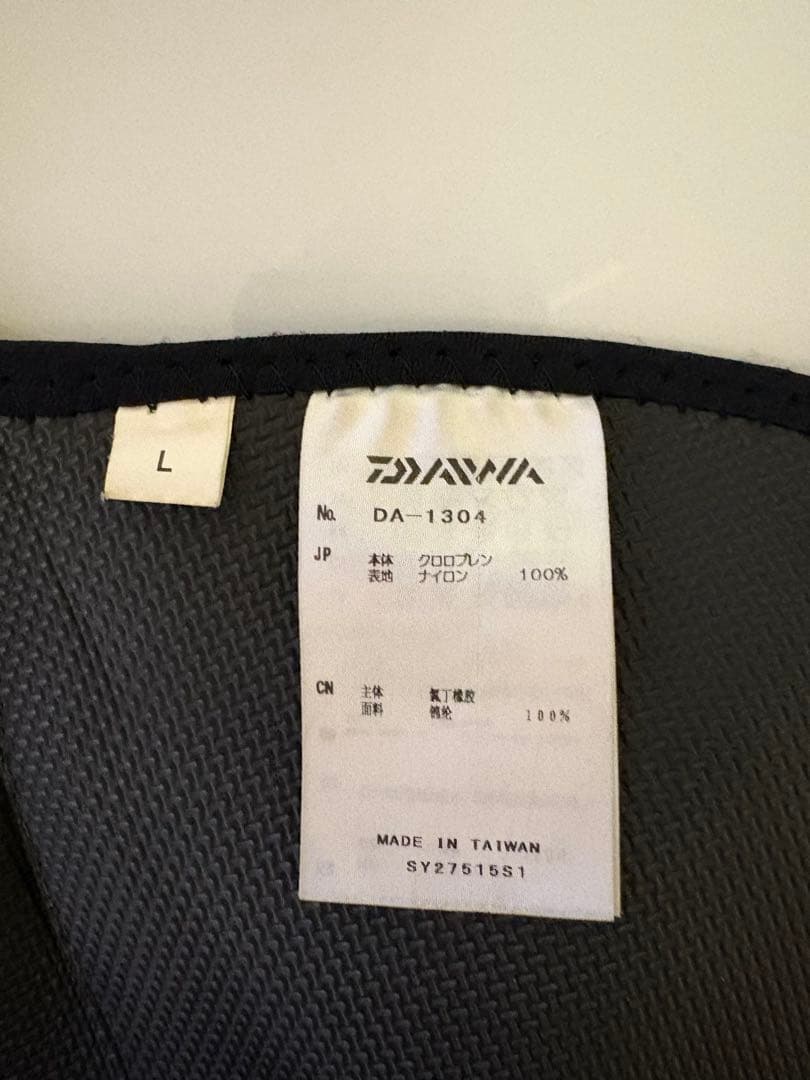 L
DAIWA
No. DA-1304
JP 本体 クロロプレン
表地 ナイロン 100%
CN 主体 氯丁橡胶
面料 锦纶 100%
MADE IN TAIWAN
SY27515S1